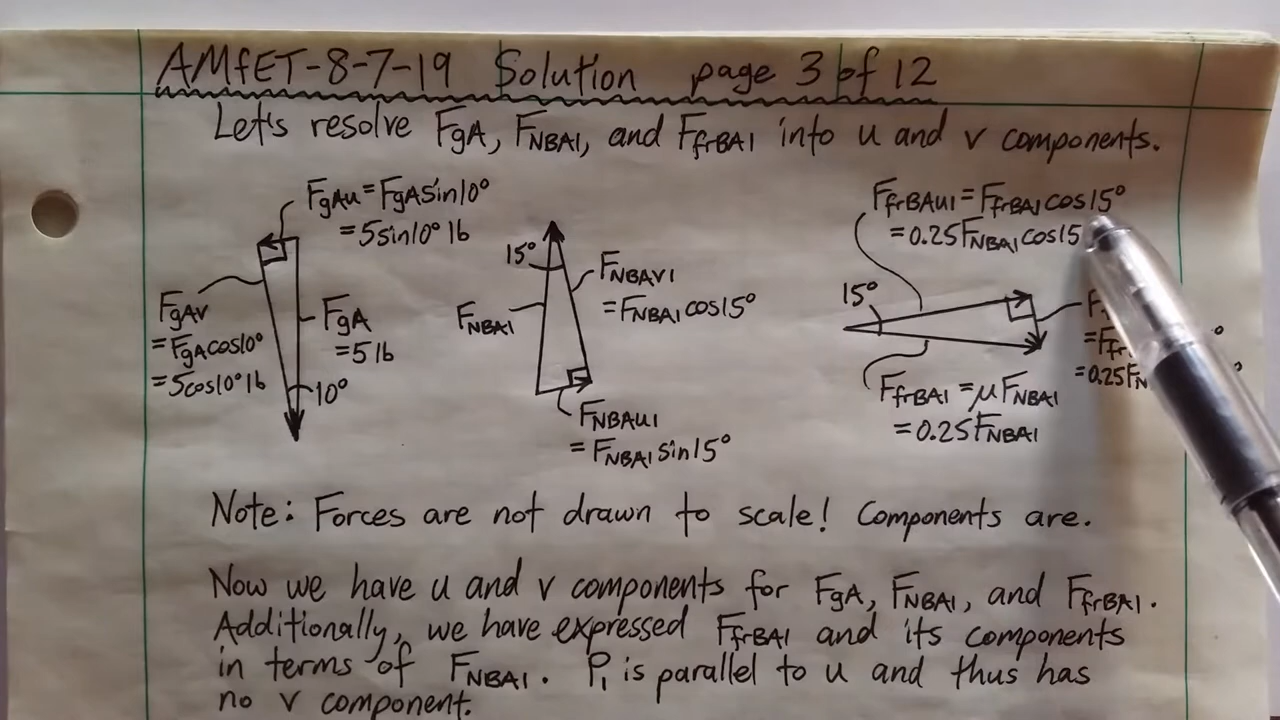 AMfET-8-7-19 Solution page 3 of 12
Let's resolve FgA, FNBA1, and FfrBA1 into u and v components.
FgAu = FgAsin10°
= 5sin10° lb
FgAv
= FgAcos10°
= 5cos10° lb
FgA
= 5 lb
10°
15°
FNBA1
FNBAV1
= FNBA1cos15°
FNBAU1
= FNBA1sin15°
FfrBAU1 = FfrBA1cos15°
= 0.25FNBA1cos15
15°
FfrBA1 = μFNBA1
= 0.25FNBA1
= 0.25FN
Note: Forces are not drawn to scale! Components are.
Now we have u and v components for FgA, FNBA1, and FfrBA1.
Additionally, we have expressed FfrBA1 and its components
in terms of FNBA1. P1 is parallel to u and thus has
no v component.